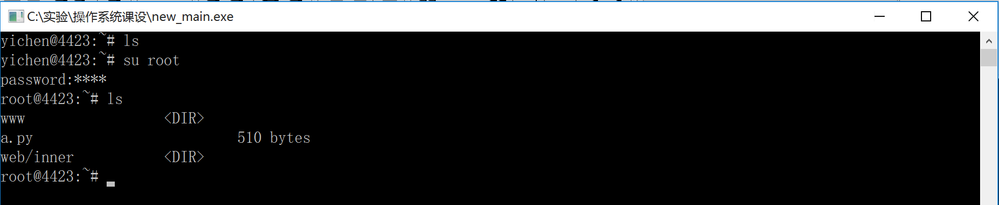 C:\实验\操作系统课设\new_main.exe
yichen@4423:~# ls
yichen@4423:~# su root
password:****
root@4423:~# ls
www <DIR>
a.py 510 bytes
web/inner <DIR>
root@4423:~#